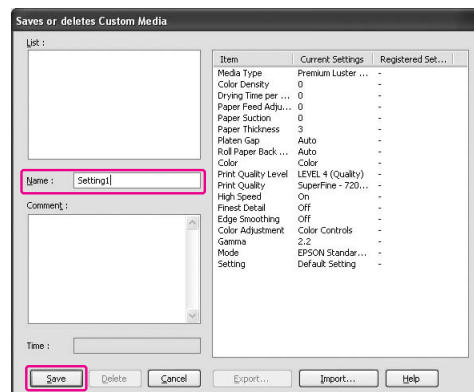 Saves or deletes Custom Media
List :
Item Current Settings Registered Set...
Media Type Premium Luster ... -
Color Density 0 -
Drying Time per ... 0 -
Paper Feed Adju... 0 -
Paper Suction 0 -
Paper Thickness 3 -
Platen Gap Auto -
Roll Paper Back ... Auto -
Color Color -
Print Quality Level LEVEL 4 (Quality) -
Print Quality SuperFine - 720... -
High Speed On -
Finest Detail Off -
Edge Smoothing Off -
Color Adjustment Color Controls -
Gamma 2.2 -
Mode EPSON Standar... -
Setting Default Setting -
Name : Setting1
Comment :
Time :
Save Delete Cancel Export... Import... Help